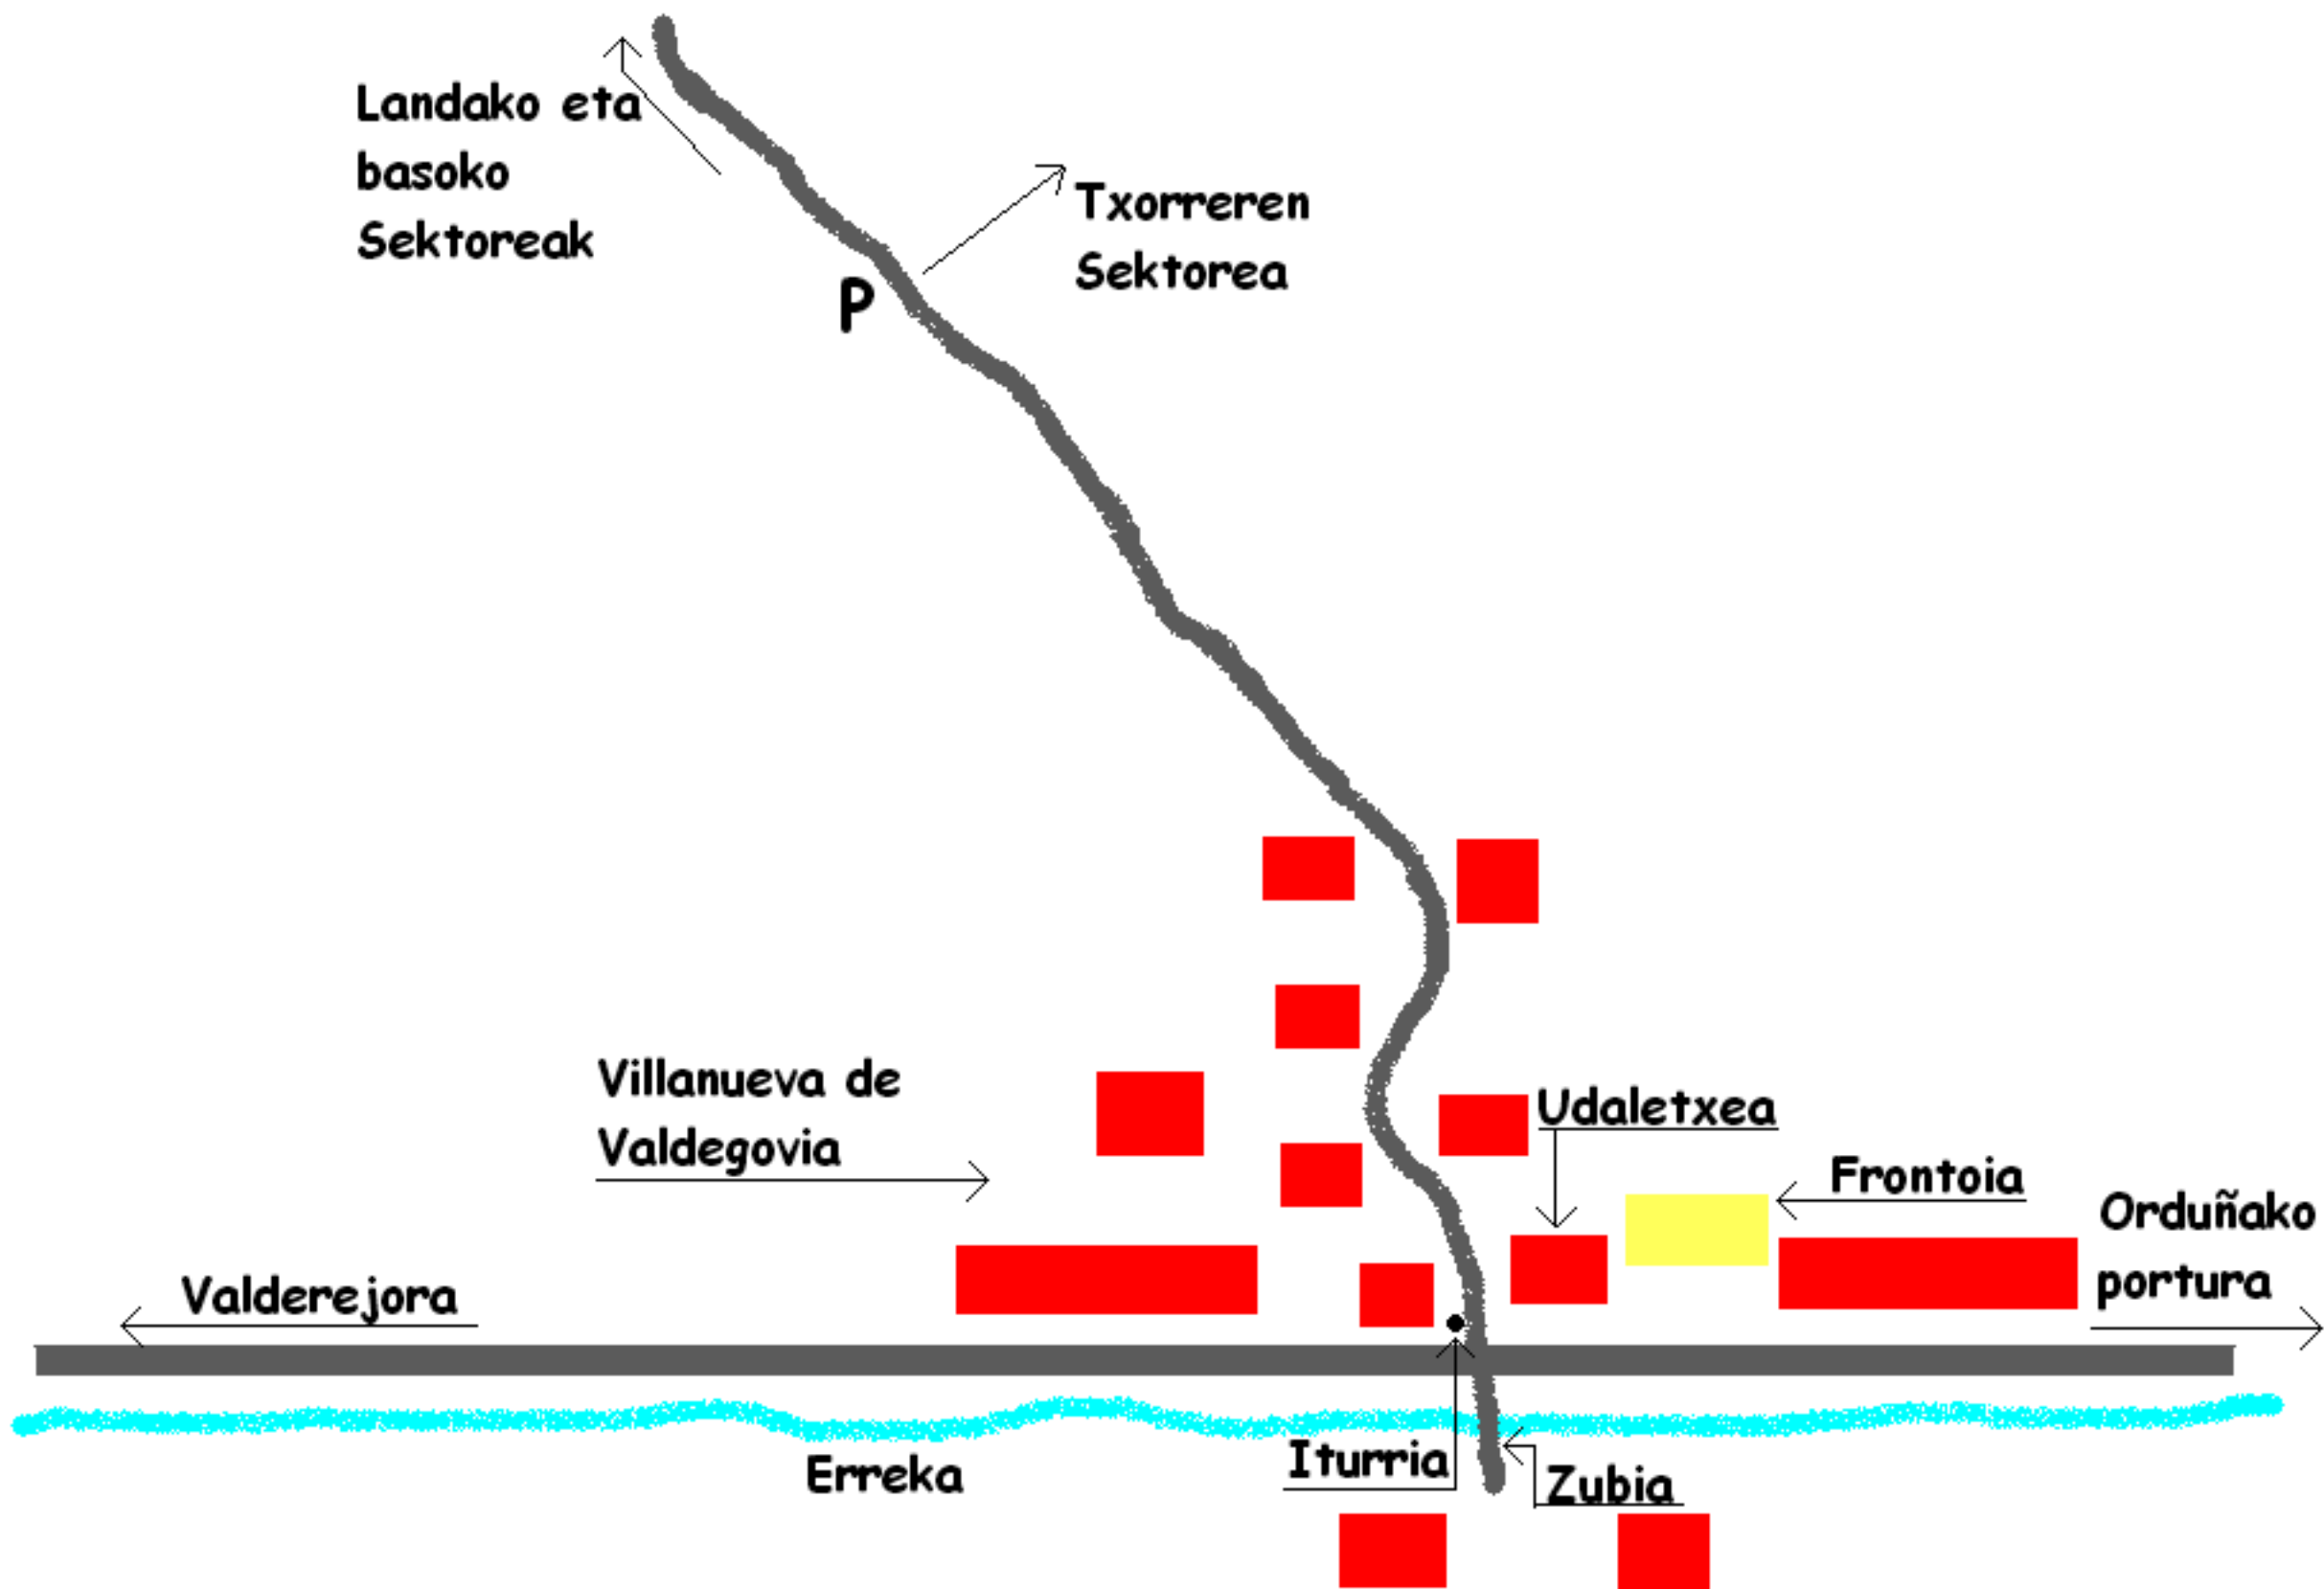 Landako eta
basoko
Sektoreak
Txorreren
Sektorea
P
Villanueva de
Valdegovia
Udaletxea
Frontoia
Orduñako
portura
Valderejora
Erreka
Iturria
Zubia